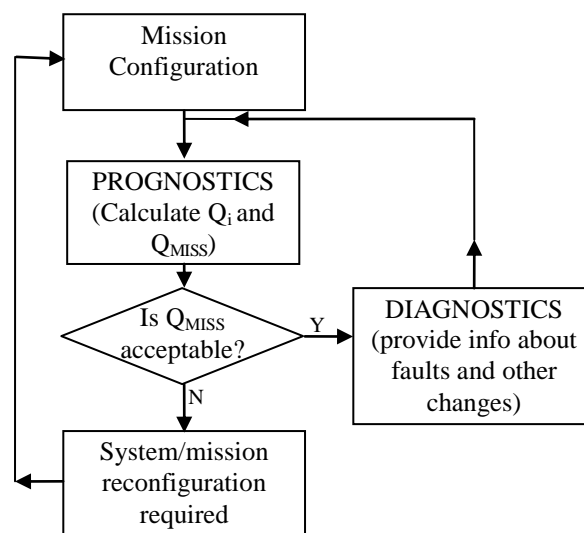 Mission
Configuration
PROGNOSTICS
(Calculate Qi and
QMISS)
Is QMISS
acceptable?
Y
DIAGNOSTICS
(provide info about
faults and other
changes)
N
System/mission
reconfiguration
required